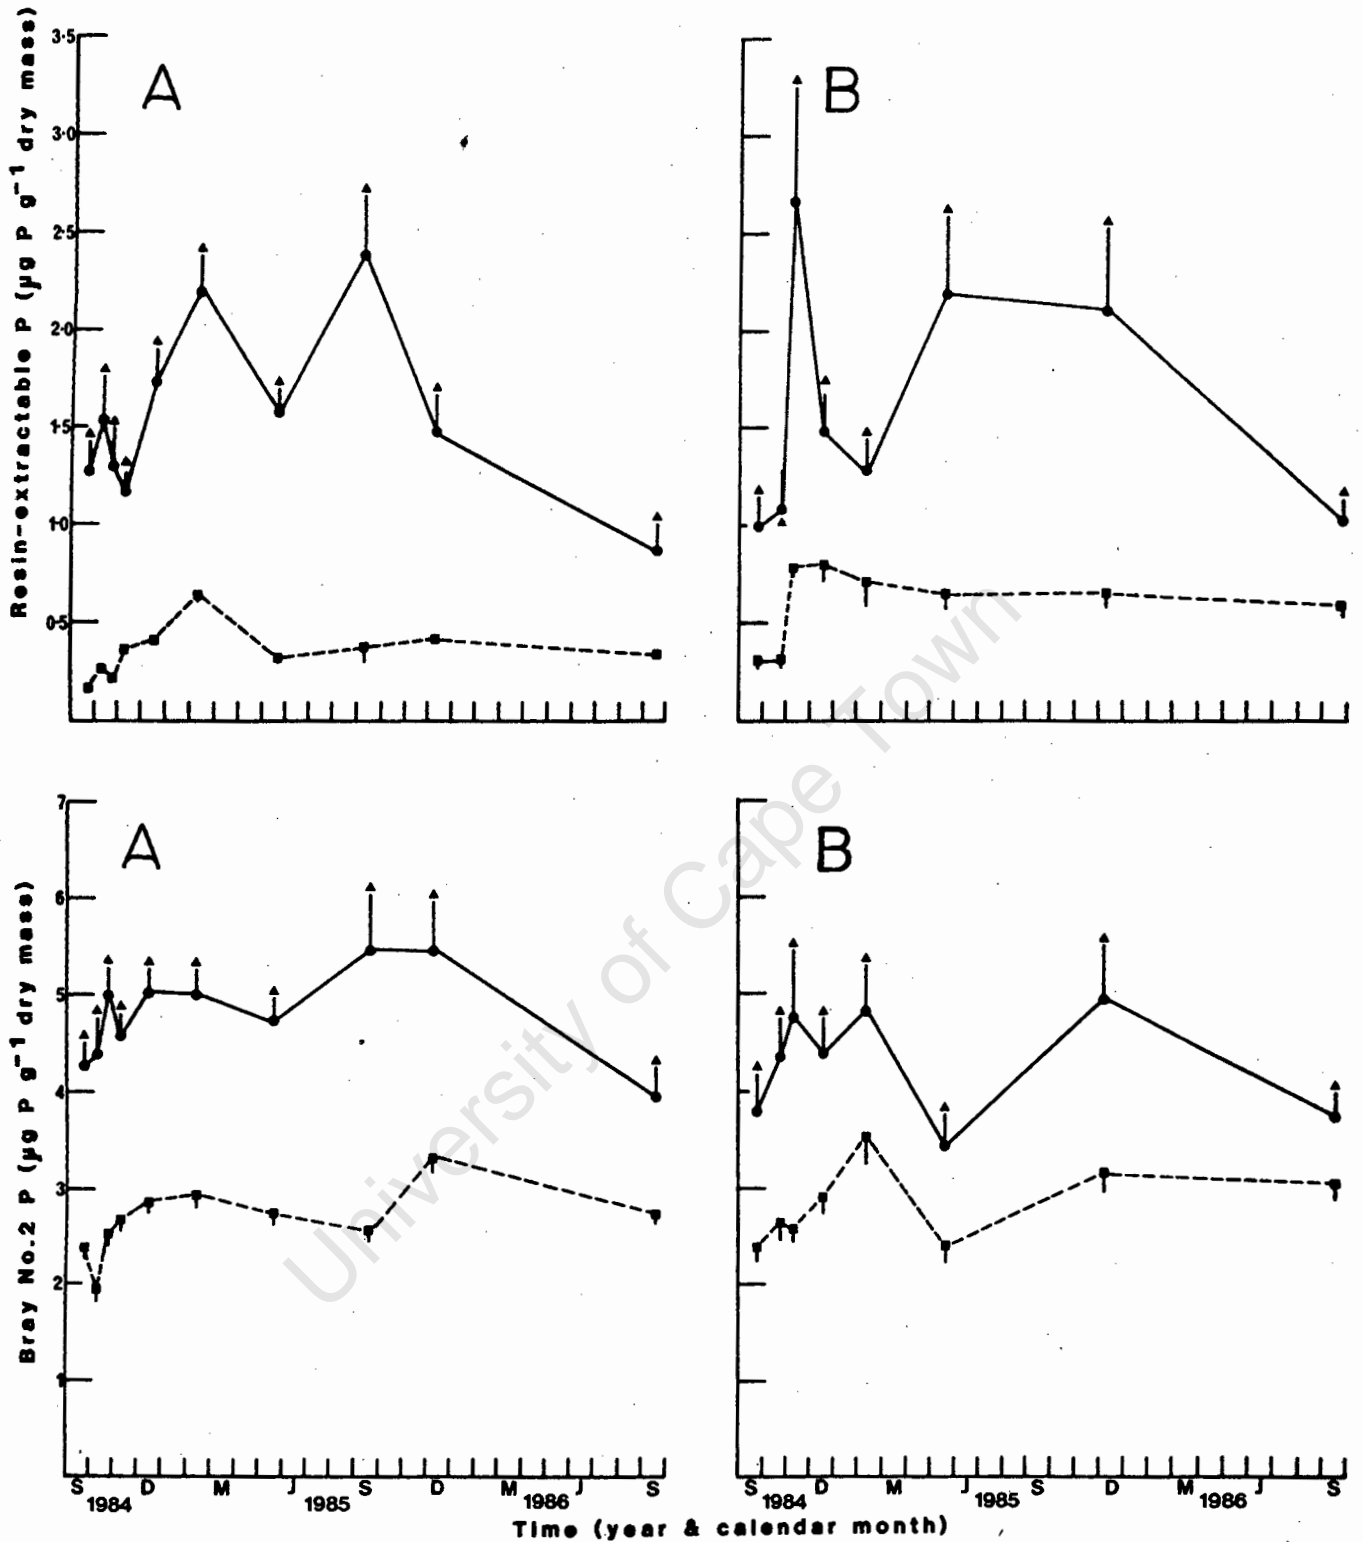 Resin-extractable P (µg P g⁻¹ dry mass)
3·5
3·0
2·5
2·0
1·5
1·0
0·5
A
B
Bray No.2 P (µg P g⁻¹ dry mass)
7
6
5
4
3
2
1
A
B
S D M J S D M J S
1984 1985 1986
S D M J S D M J S
1984 1985 1986
Time (year & calendar month)
University of Cape Town